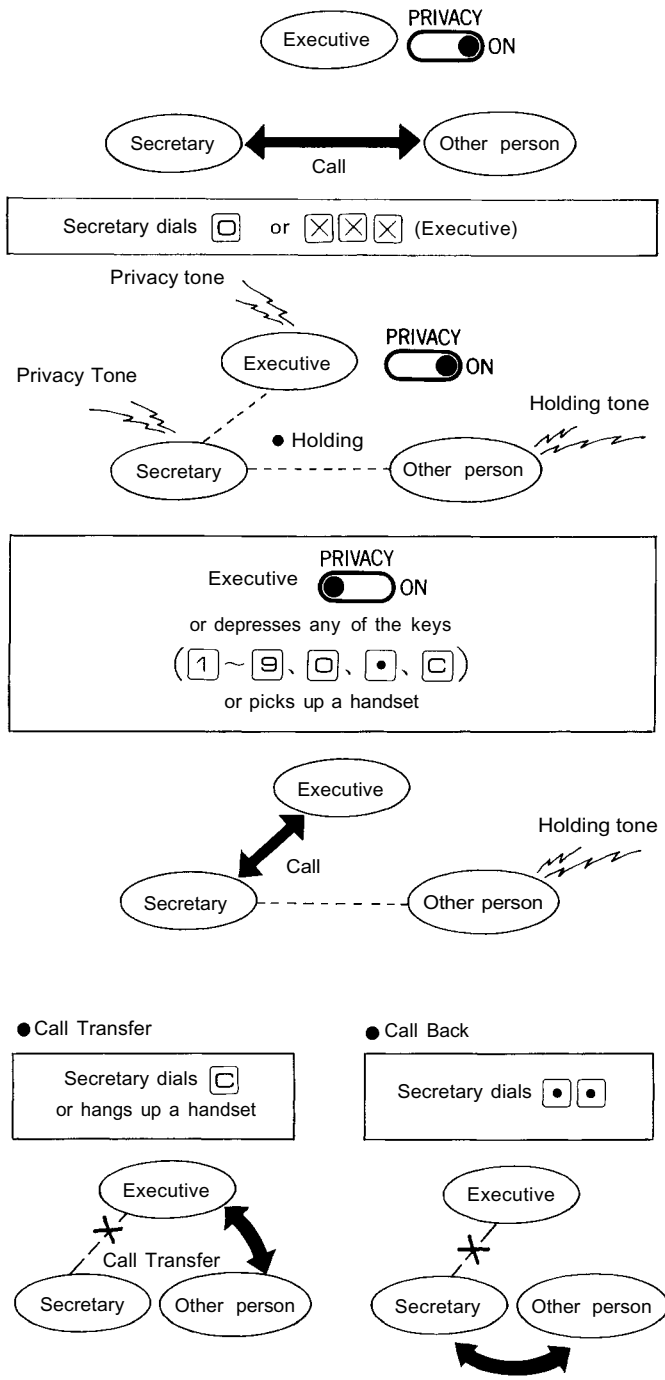 PRIVACY
Executive ON
Secretary Other person
Call
Secretary dials 0 or XXX (Executive)
Privacy tone
PRIVACY
Executive ON
Privacy Tone
Holding tone
● Holding
Secretary Other person
PRIVACY
Executive ON
or depresses any of the keys
(1~9、0、•、C)
or picks up a handset
Executive
Holding tone
Call
Secretary Other person
● Call Transfer
Secretary dials C
or hangs up a handset
Executive
Call Transfer
Secretary Other person
● Call Back
Secretary dials • •
Executive
Secretary Other person